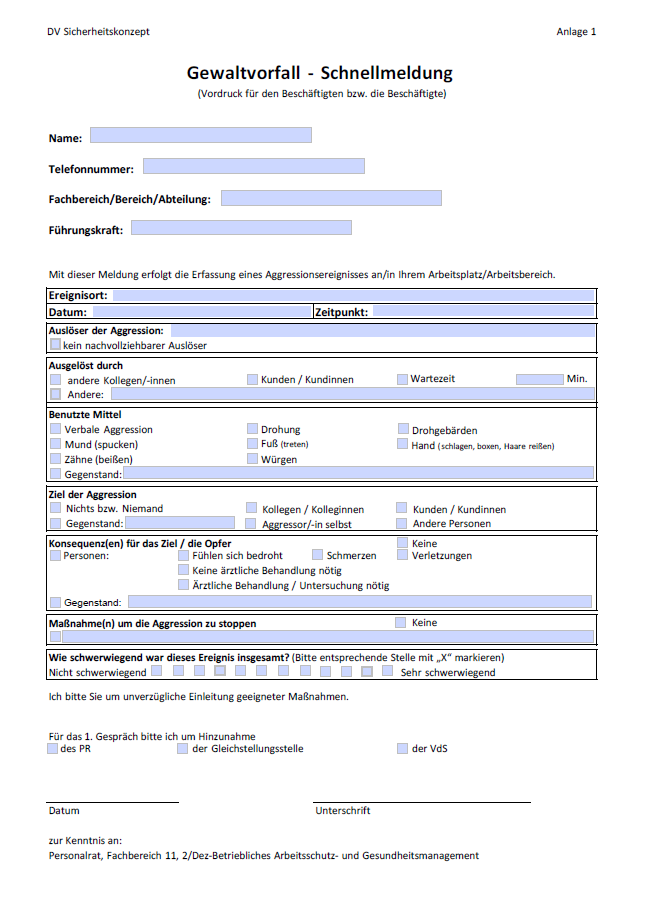 DV Sicherheitskonzept Anlage 1
Gewaltvorfall - Schnellmeldung
(Vordruck für den Beschäftigten bzw. die Beschäftigte)
Name:
Telefonnummer:
Fachbereich/Bereich/Abteilung:
Führungskraft:
Mit dieser Meldung erfolgt die Erfassung eines Aggressionsereignisses an/in Ihrem Arbeitsplatz/Arbeitsbereich.
Ereignisort:
Datum: Zeitpunkt:
Auslöser der Aggression:
kein nachvollziehbarer Auslöser
Ausgelöst durch
andere Kollegen/-innen Kunden / Kundinnen Wartezeit Min.
Andere:
Benutzte Mittel
Verbale Aggression Drohung Drohgebärden
Mund (spucken) Fuß (treten) Hand (schlagen, boxen, Haare reißen)
Zähne (beißen) Würgen
Gegenstand:
Ziel der Aggression
Nichts bzw. Niemand Kollegen / Kolleginnen Kunden / Kundinnen
Gegenstand: Aggressor/-in selbst Andere Personen
Konsequenz(en) für das Ziel / die Opfer Keine
Personen: Fühlen sich bedroht Schmerzen Verletzungen
Keine ärztliche Behandlung nötig
Ärztliche Behandlung / Untersuchung nötig
Gegenstand:
Maßnahme(n) um die Aggression zu stoppen Keine
Wie schwerwiegend war dieses Ereignis insgesamt? (Bitte entsprechende Stelle mit „X“ markieren)
Nicht schwerwiegend Sehr schwerwiegend
Ich bitte Sie um unverzügliche Einleitung geeigneter Maßnahmen.
Für das 1. Gespräch bitte ich um Hinzunahme
des PR der Gleichstellungsstelle der VdS
Datum Unterschrift
zur Kenntnis an:
Personalrat, Fachbereich 11, 2/Dez-Betriebliches Arbeitsschutz- und Gesundheitsmanagement